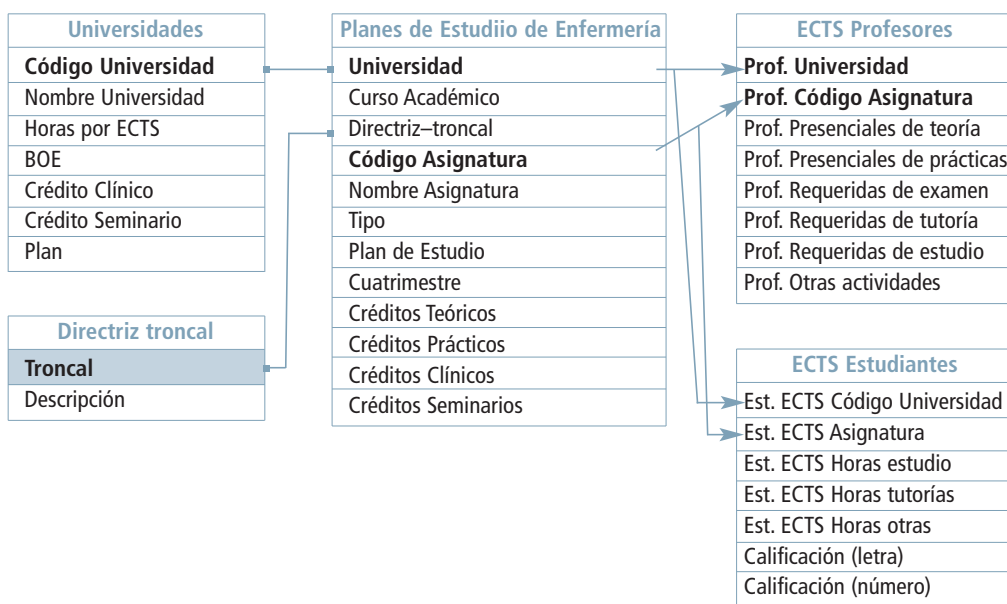 Universidades
Código Universidad
Nombre Universidad
Horas por ECTS
BOE
Crédito Clínico
Crédito Seminario
Plan
Directriz troncal
Troncal
Descripción
Planes de Estudiio de Enfermería
Universidad
Curso Académico
Directriz–troncal
Código Asignatura
Nombre Asignatura
Tipo
Plan de Estudio
Cuatrimestre
Créditos Teóricos
Créditos Prácticos
Créditos Clínicos
Créditos Seminarios
ECTS Profesores
Prof. Universidad
Prof. Código Asignatura
Prof. Presenciales de teoría
Prof. Presenciales de prácticas
Prof. Requeridas de examen
Prof. Requeridas de tutoría
Prof. Requeridas de estudio
Prof. Otras actividades
ECTS Estudiantes
Est. ECTS Código Universidad
Est. ECTS Asignatura
Est. ECTS Horas estudio
Est. ECTS Horas tutorías
Est. ECTS Horas otras
Calificación (letra)
Calificación (número)